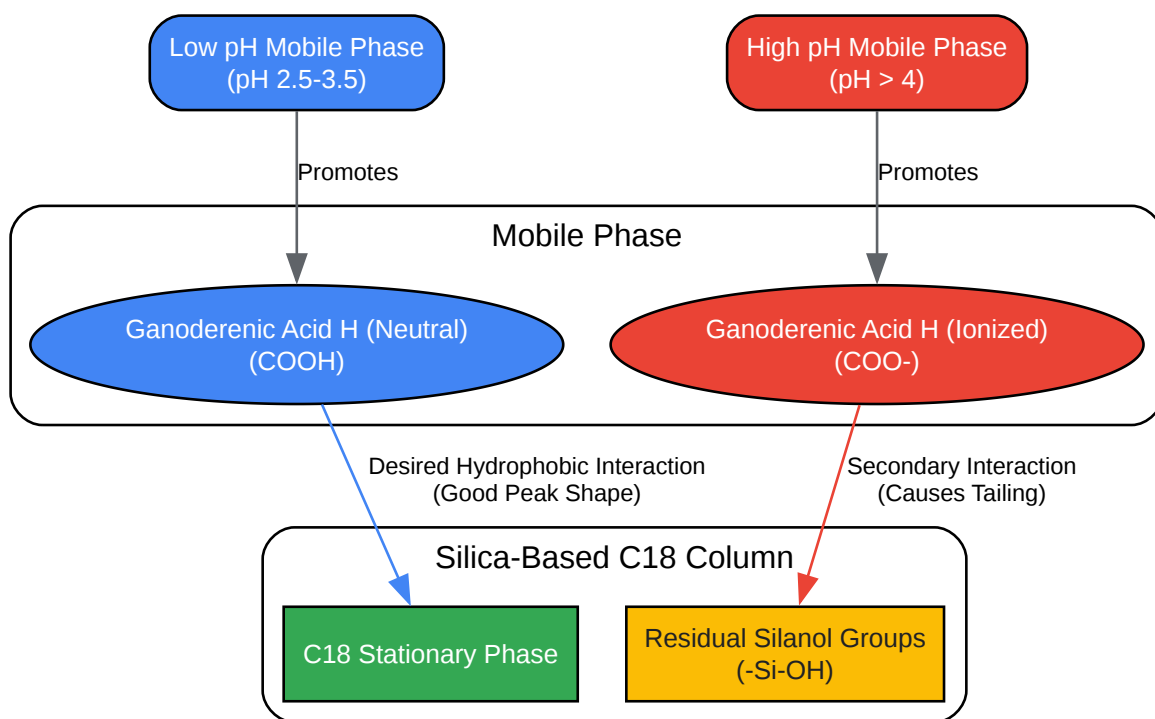 Low pH Mobile Phase
(pH 2.5-3.5)
High pH Mobile Phase
(pH > 4)
Promotes
Promotes
Mobile Phase
Ganoderenic Acid H (Neutral)
(COOH)
Ganoderenic Acid H (Ionized)
(COO-)
Desired Hydrophobic Interaction
(Good Peak Shape)
Secondary Interaction
(Causes Tailing)
Silica-Based C18 Column
C18 Stationary Phase
Residual Silanol Groups
(-Si-OH)